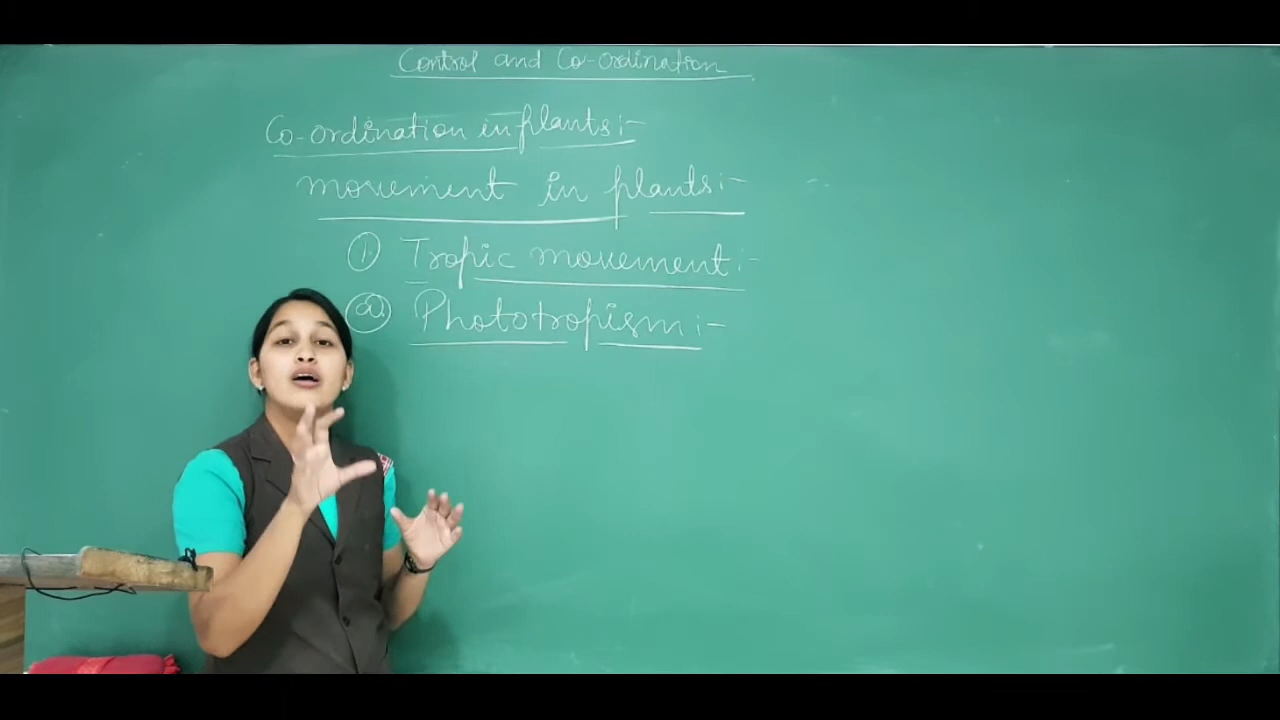 Control and Co-ordination
Co-ordination in plants:-
movement in plants:-
① Tropic movement:-
ⓐ Phototropism:-